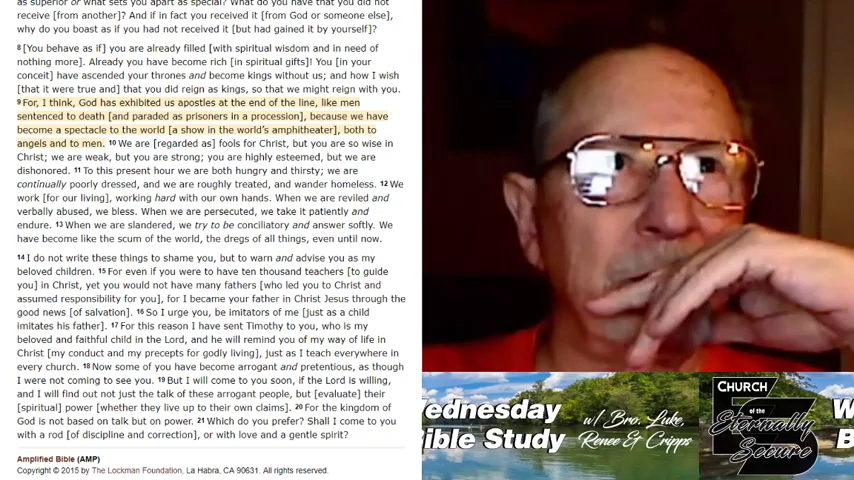 as superior or what sets you apart as special? What do you have that you did not
receive [from another]? And if in fact you received it [from God or someone else],
why do you boast as if you had not received it [but had gained it by yourself]?
8 [You behave as if] you are already filled [with spiritual wisdom and in need of
nothing more]. Already you have become rich [in spiritual gifts]! You [in your
conceit] have ascended your thrones and become kings without us; and how I wish
[that it were true and] that you did reign as kings, so that we might reign with you.
9 For, I think, God has exhibited us apostles at the end of the line, like men
sentenced to death [and paraded as prisoners in a procession], because we have
become a spectacle to the world [a show in the world's amphitheater], both to
angels and to men. 10 We are [regarded as] fools for Christ, but you are so wise in
Christ; we are weak, but you are strong; you are highly esteemed, but we are
dishonored. 11 To this present hour we are both hungry and thirsty; we are
continually poorly dressed, and we are roughly treated, and wander homeless. 12 We
work [for our living], working hard with our own hands. When we are reviled and
verbally abused, we bless. When we are persecuted, we take it patiently and
endure. 13 When we are slandered, we try to be conciliatory and answer softly. We
have become like the scum of the world, the dregs of all things, even until now.
14 I do not write these things to shame you, but to warn and advise you as my
beloved children. 15 For even if you were to have ten thousand teachers [to guide
you] in Christ, yet you would not have many fathers [who led you to Christ and
assumed responsibility for you], for I became your father in Christ Jesus through the
good news [of salvation]. 16 So I urge you, be imitators of me [just as a child
imitates his father]. 17 For this reason I have sent Timothy to you, who is my
beloved and faithful child in the Lord, and he will remind you of my way of life in
Christ [my conduct and my precepts for godly living], just as I teach everywhere in
every church. 18 Now some of you have become arrogant and pretentious, as though
I were not coming to see you. 19 But I will come to you soon, if the Lord is willing,
and I will find out not just the talk of these arrogant people, but [evaluate] their
[spiritual] power [whether they live up to their own claims]. 20 For the kingdom of
God is not based on talk but on power. 21 Which do you prefer? Shall I come to you
with a rod [of discipline and correction], or with love and a gentle spirit?
Amplified Bible (AMP)
Copyright © 2015 by The Lockman Foundation, La Habra, CA 90631. All rights reserved.
ednesday
ible Study
w/ Bro. Luke,
Renee & Cripps
CHURCH
of the
Eternally
Secure
W
B